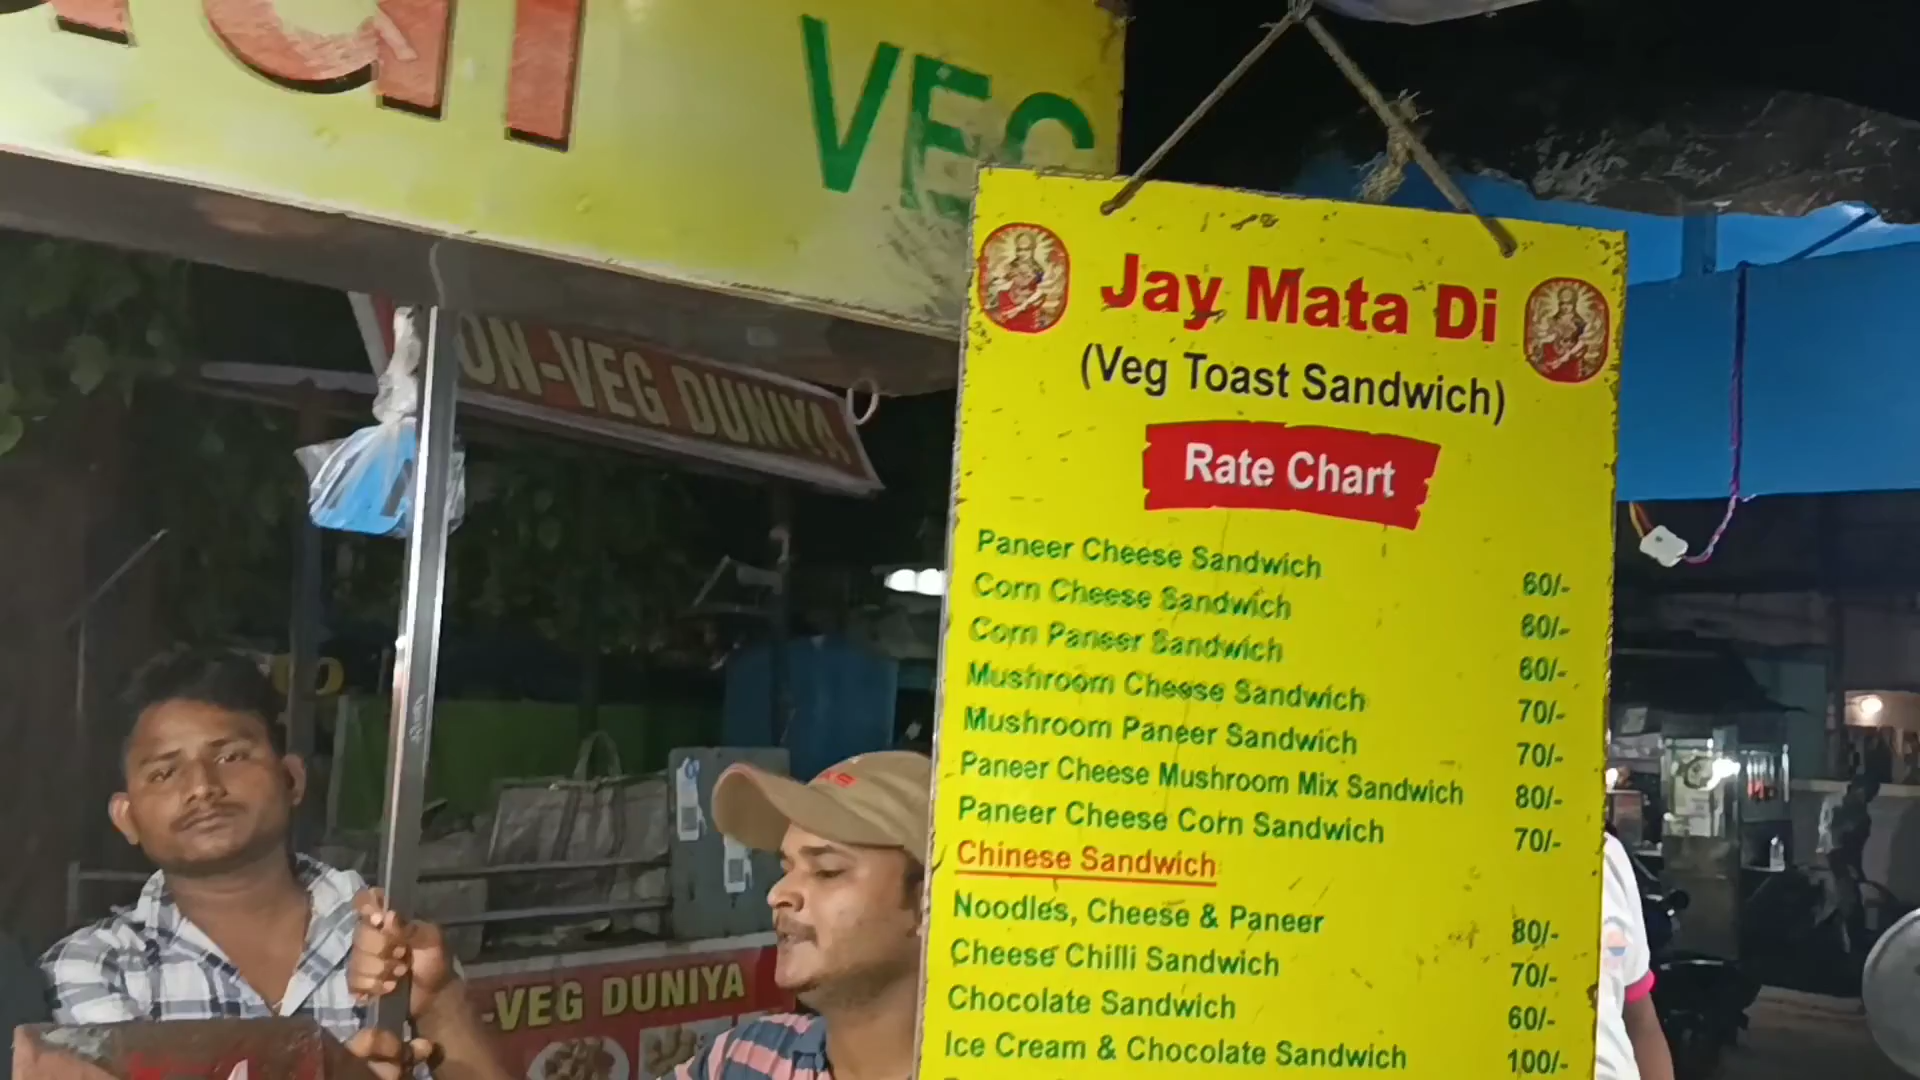 VEG
ON-VEG DUNIYA
Jay Mata Di
(Veg Toast Sandwich)
Rate Chart
Paneer Cheese Sandwich 60/-
Corn Cheese Sandwich 60/-
Corn Paneer Sandwich 60/-
Mushroom Cheese Sandwich 70/-
Mushroom Paneer Sandwich 70/-
Paneer Cheese Mushroom Mix Sandwich 80/-
Paneer Cheese Corn Sandwich 70/-
Chinese Sandwich
Noodles, Cheese & Paneer 80/-
Cheese Chilli Sandwich 70/-
Chocolate Sandwich 60/-
Ice Cream & Chocolate Sandwich 100/-
-VEG DUNIYA